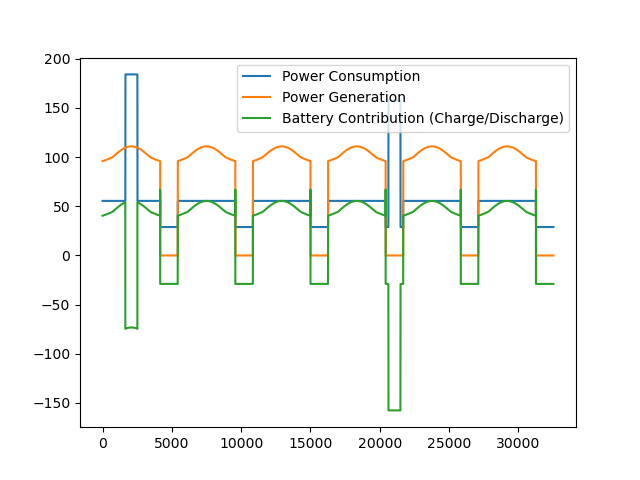 200
150
100
50
0
−50
−100
−150
Power Consumption
Power Generation
Battery Contribution (Charge/Discharge)
0 5000 10000 15000 20000 25000 30000